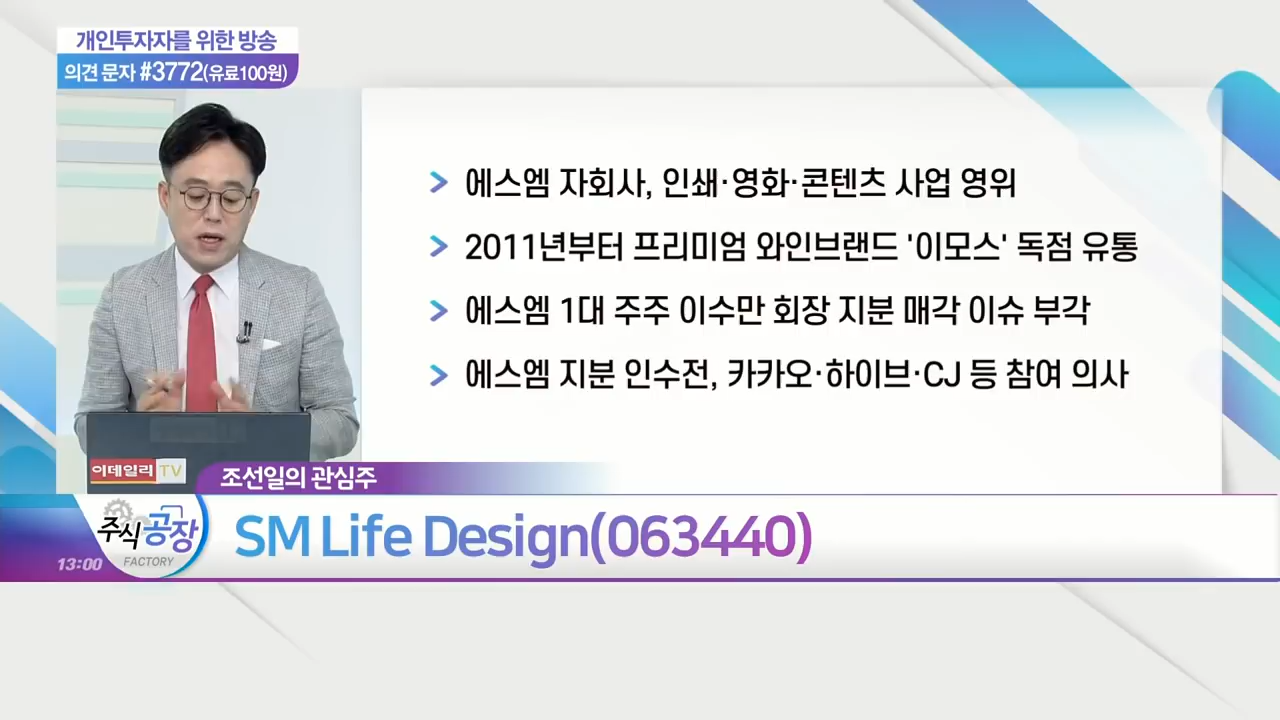 개인투자자를 위한 방송
의견 문자 #3772(유료100원)
> 에스엠 자회사, 인쇄·영화·콘텐츠 사업 영위
> 2011년부터 프리미엄 와인브랜드 '이모스' 독점 유통
> 에스엠 1대 주주 이수만 회장 지분 매각 이슈 부각
> 에스엠 지분 인수전, 카카오·하이브·CJ 등 참여 의사
이데일리 TV
조선일의 관심주
주식공장
FACTORY
13:00
SM Life Design(063440)